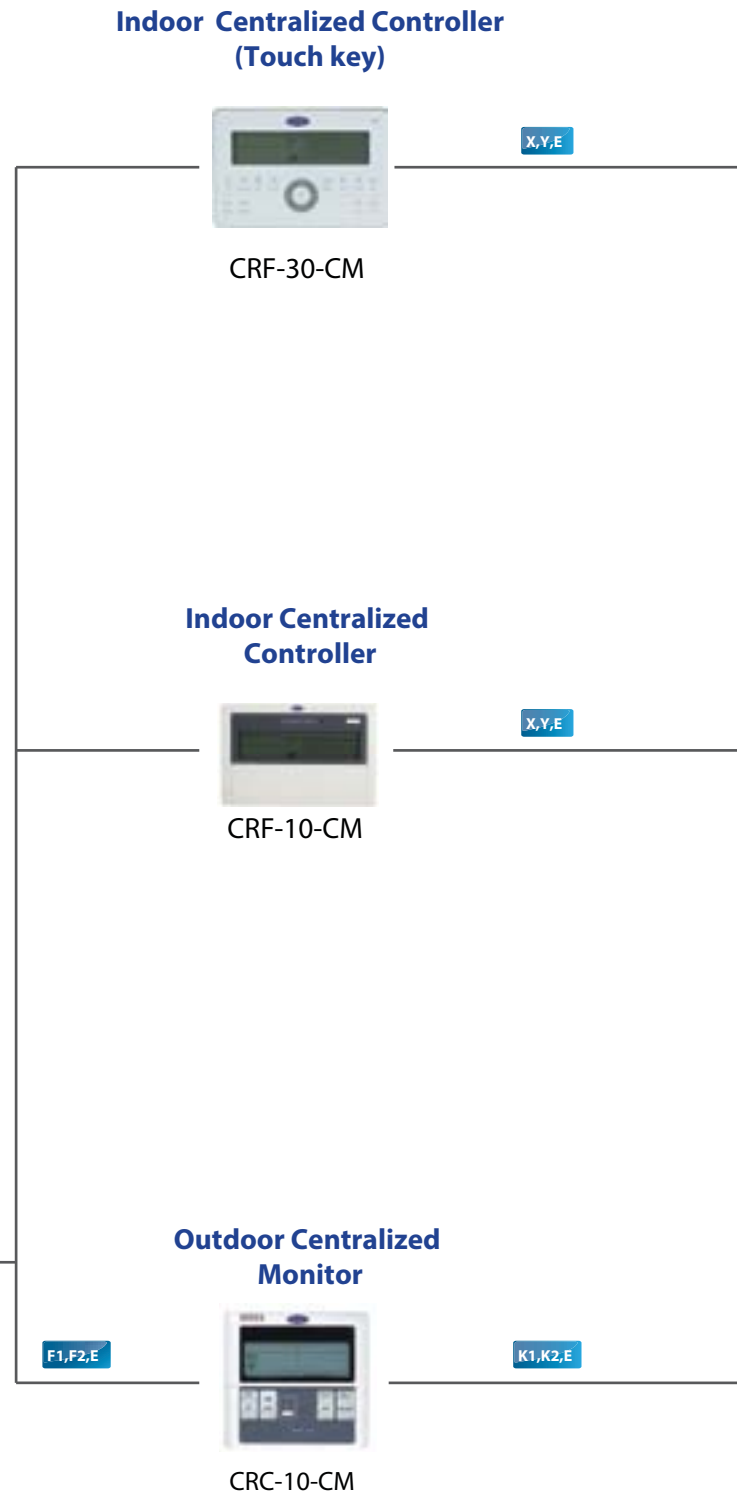 Indoor Centralized Controller
(Touch key)
X,Y,E
CRF-30-CM
Indoor Centralized
Controller
X,Y,E
CRF-10-CM
Outdoor Centralized
Monitor
F1,F2,E
K1,K2,E
CRC-10-CM